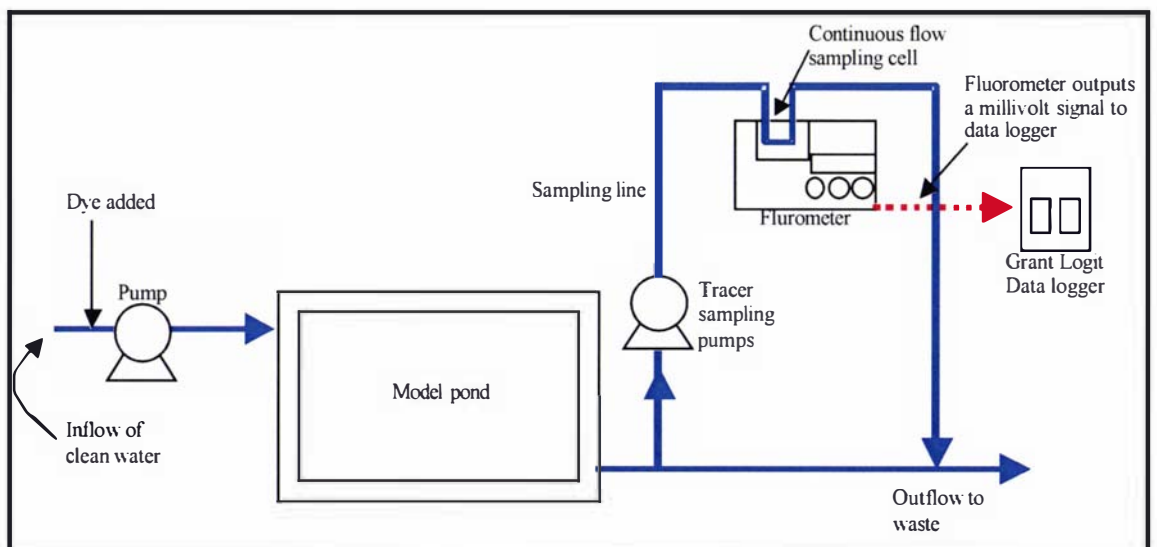 Continuous flow
sampling cell
Fluorometer outputs
a millivolt signal to
data logger
Dye added
Sampling line
Flurometer
Grant Logit
Data logger
Pump
Tracer
sampling
pumps
Model pond
Inflow of
clean water
Outflow to
waste